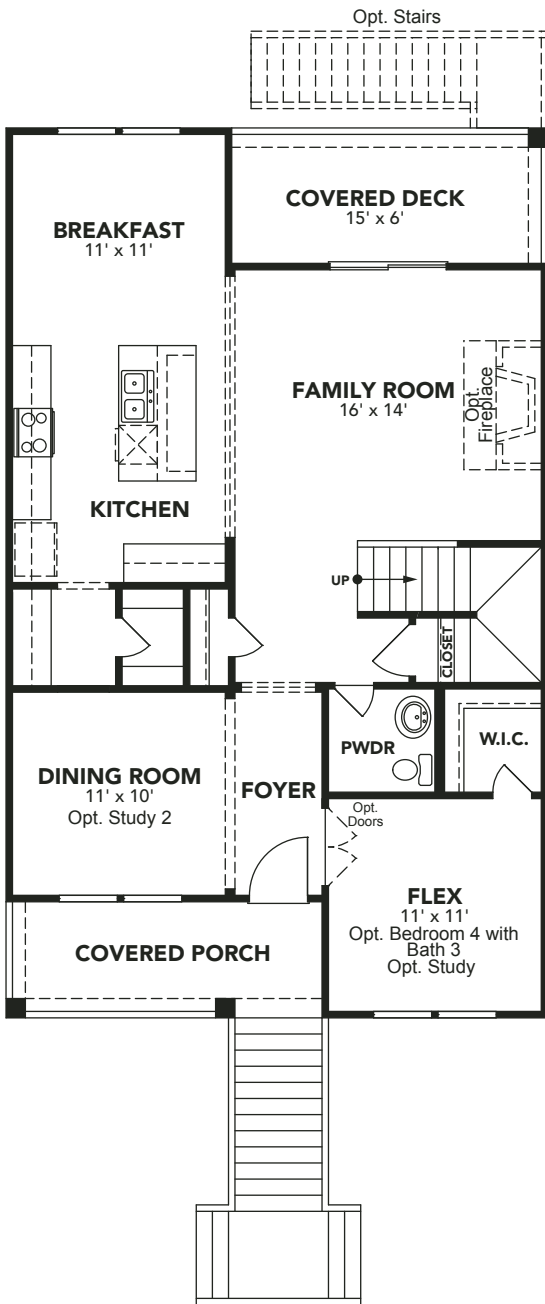 Opt. Stairs
COVERED DECK
15' x 6'
BREAKFAST
11' x 11'
FAMILY ROOM
16' x 14'
Opt.
Fireplace
KITCHEN
UP
CLOSET
PWDR
W.I.C.
DINING ROOM
11' x 10'
Opt. Study 2
FOYER
Opt.
Doors
FLEX
11' x 11'
Opt. Bedroom 4 with
Bath 3
Opt. Study
COVERED PORCH